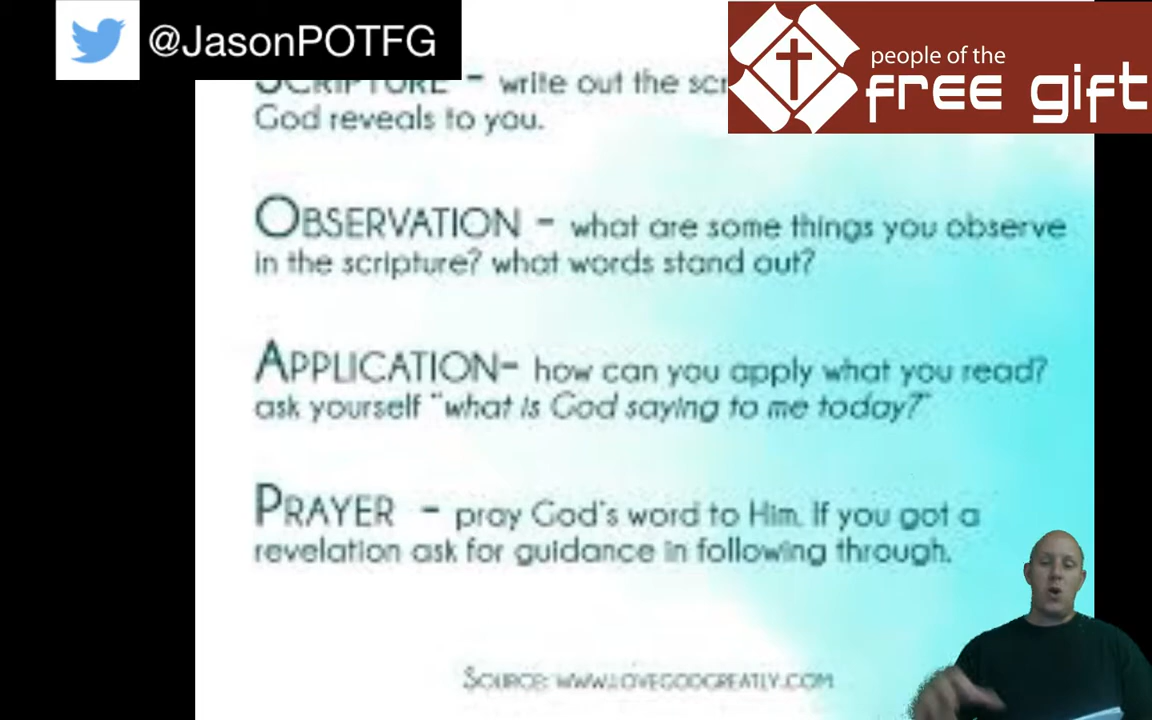 @JasonPOTFG
people of the
free gift
SCRIPTURE - write out the
God reveals to you.
OBSERVATION - what are some things you observe
in the scripture? what words stand out?
APPLICATION- how can you apply what you read?
ask yourself "what is God saying to me today?"
PRAYER - pray God's word to Him. If you got a
revelation ask for guidance in following through.
SOURCE: WWW.LOVEGODGREATLY.COM